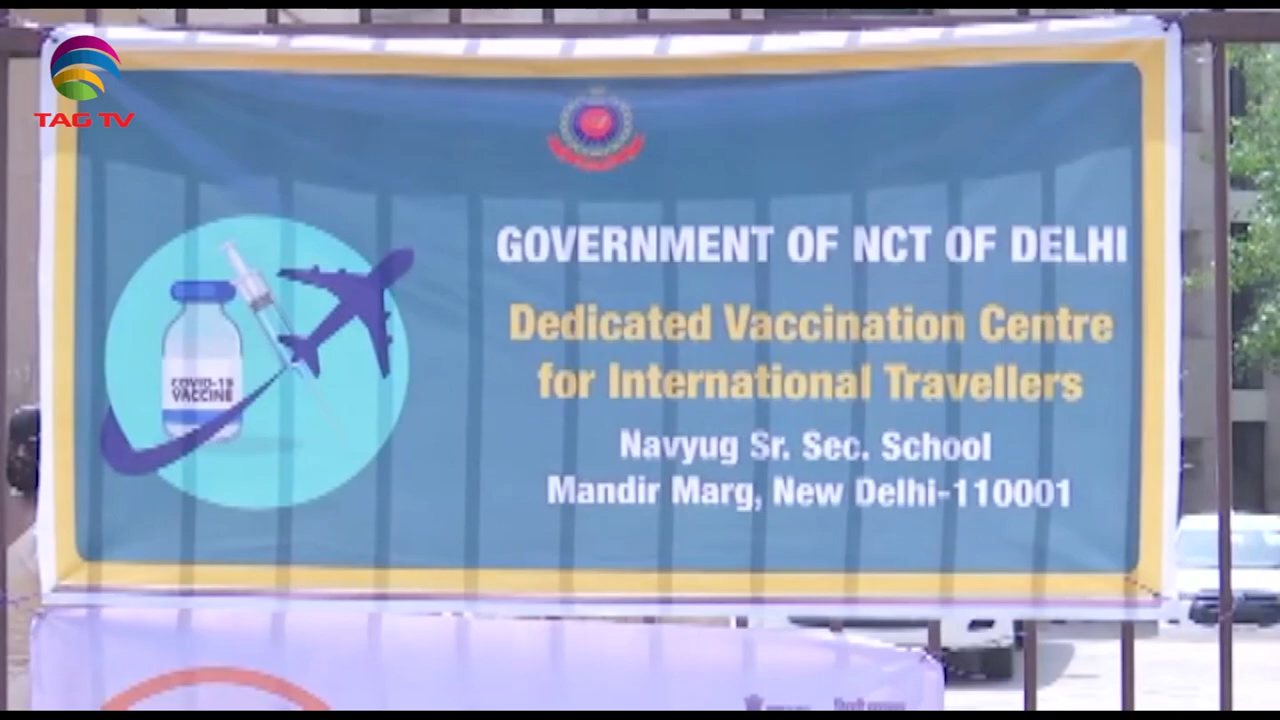 TAG TV
GOVERNMENT OF NCT OF DELHI
Dedicated Vaccination Centre
for International Travellers
Navyug Sr. Sec. School
Mandir Marg, New Delhi-110001
COVID-19
VACCINE